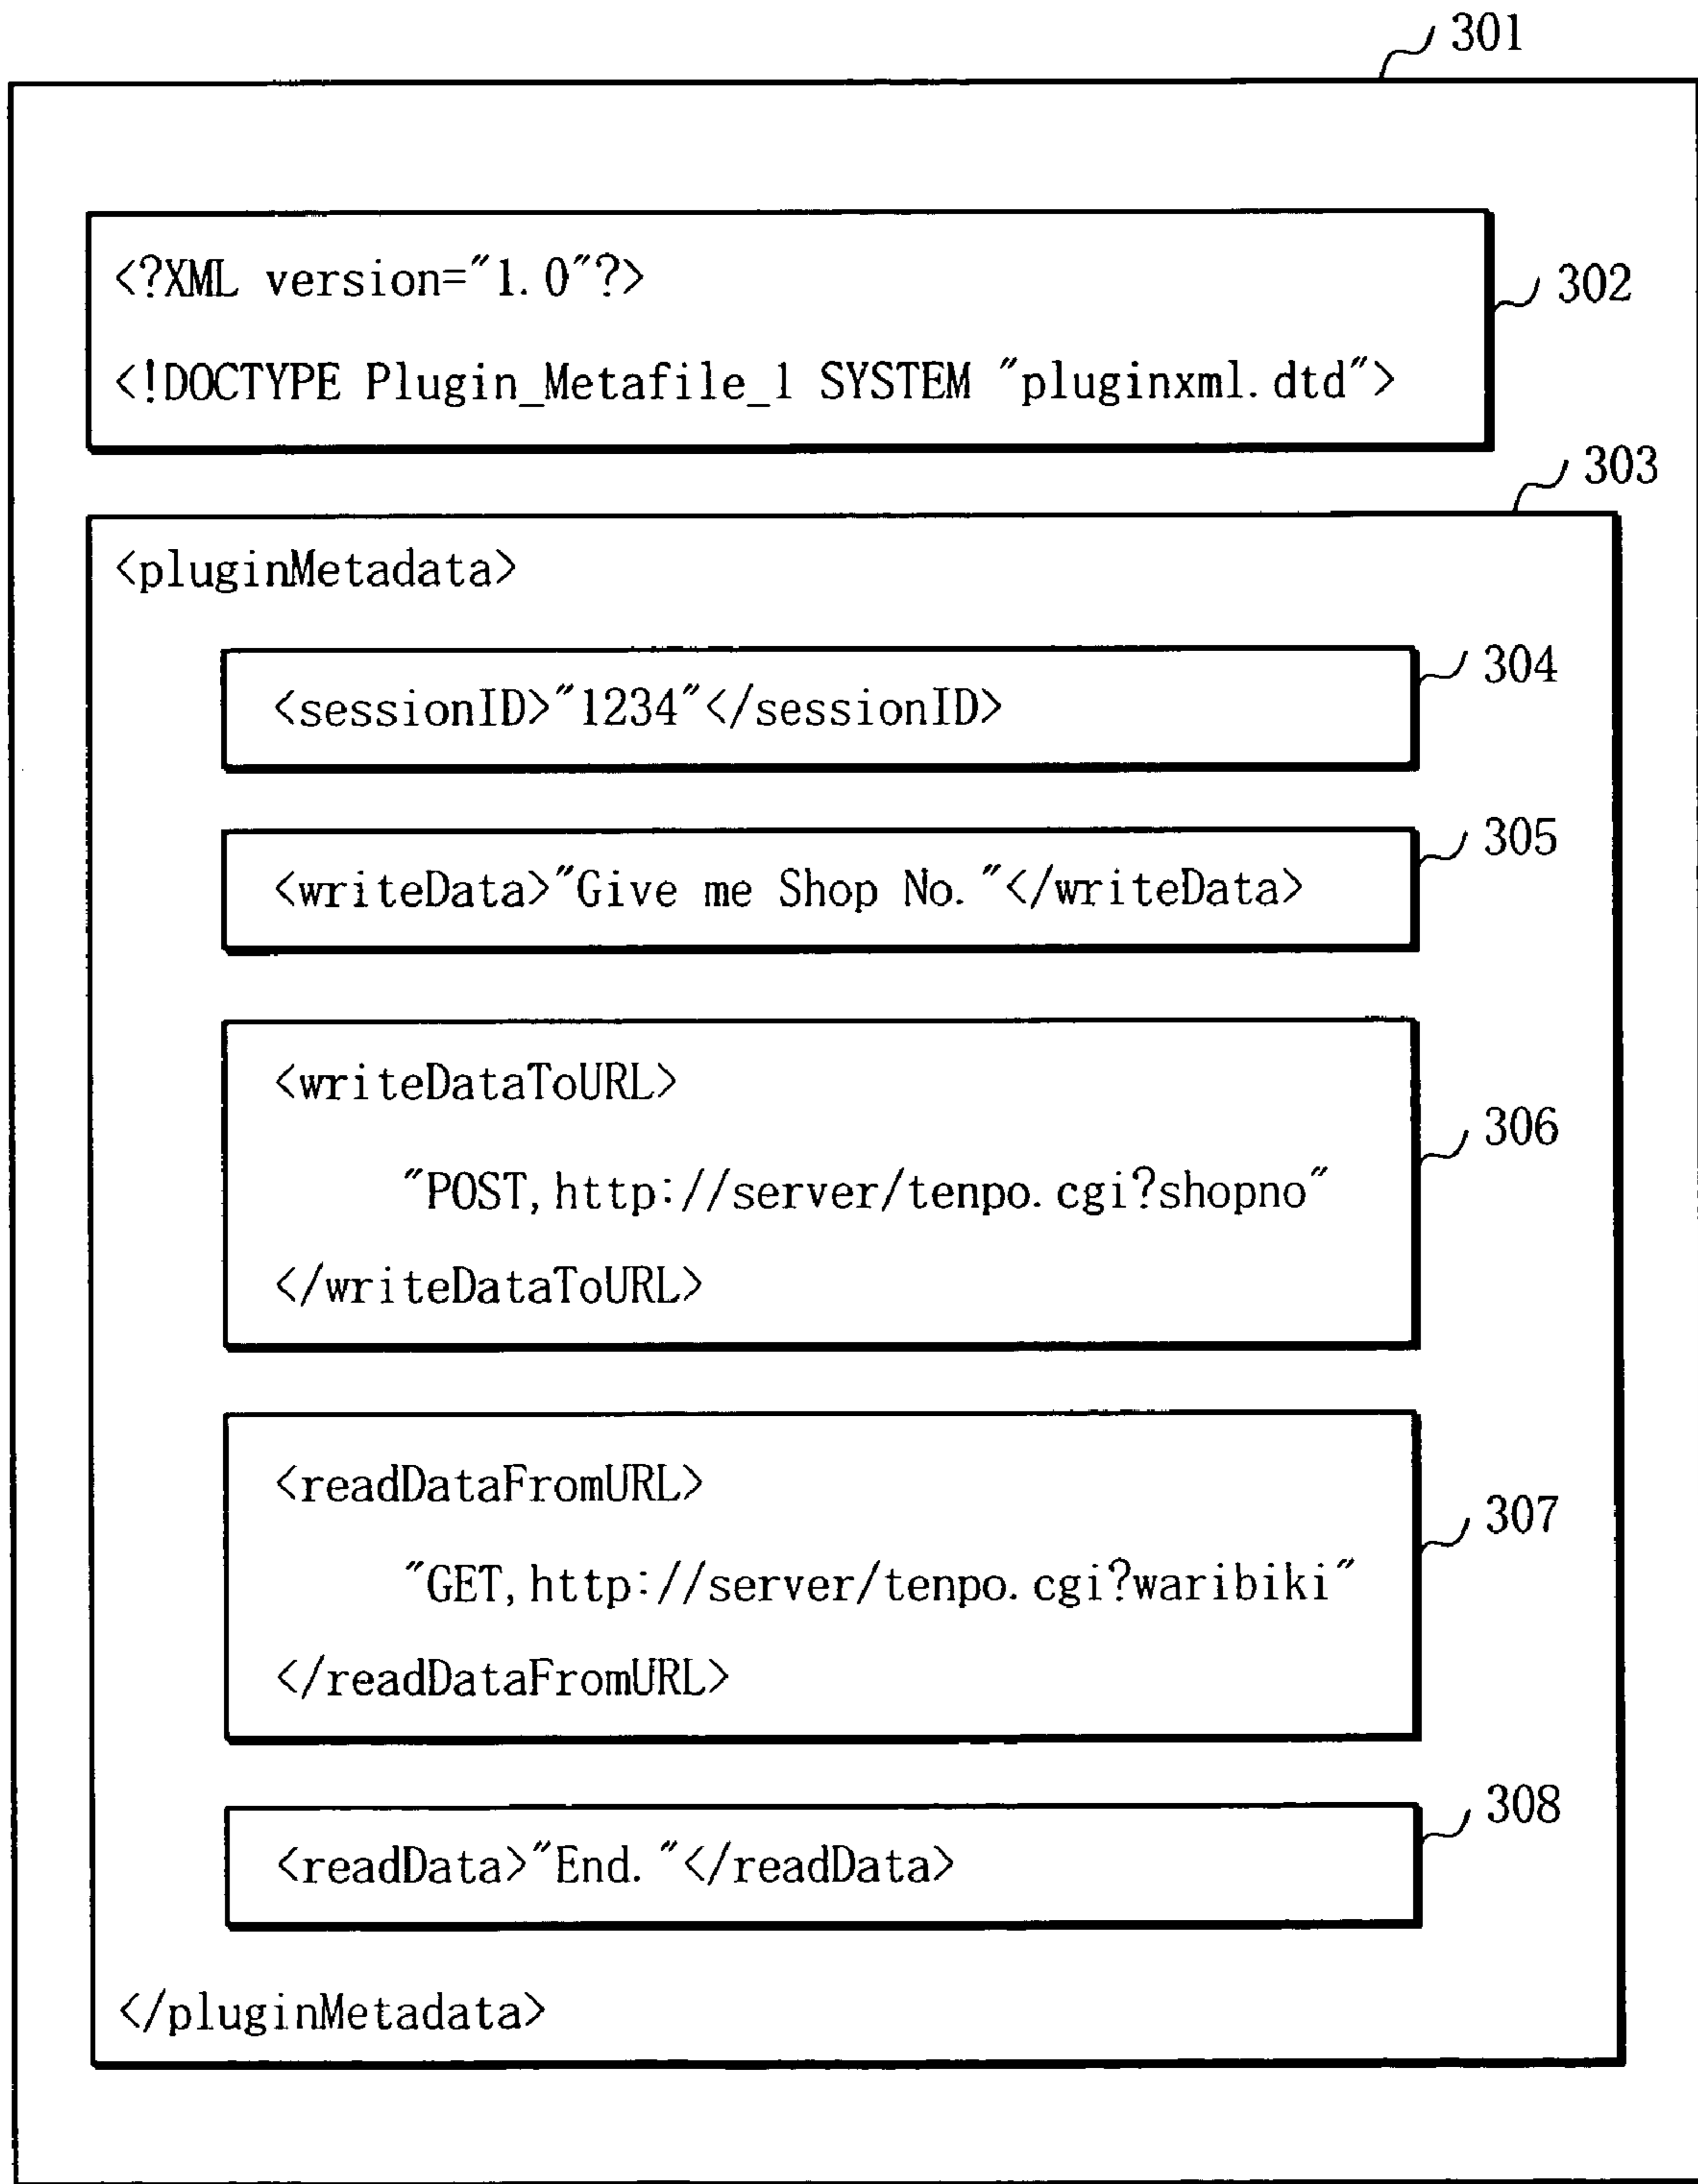 301
<?XML version="1.0"?>
302
<!DOCTYPE Plugin_Metafile_1 SYSTEM "pluginxml.dtd">
303
<pluginMetadata>
304
<sessionID>"1234"</sessionID>
305
<writeData>"Give me Shop No."</writeData>
<writeDataToURL>
306
"POST,http://server/tenpo.cgi?shopno"
</writeDataToURL>
<readDataFromURL>
307
"GET,http://server/tenpo.cgi?waribiki"
</readDataFromURL>
308
<readData>"End."</readData>
</pluginMetadata>